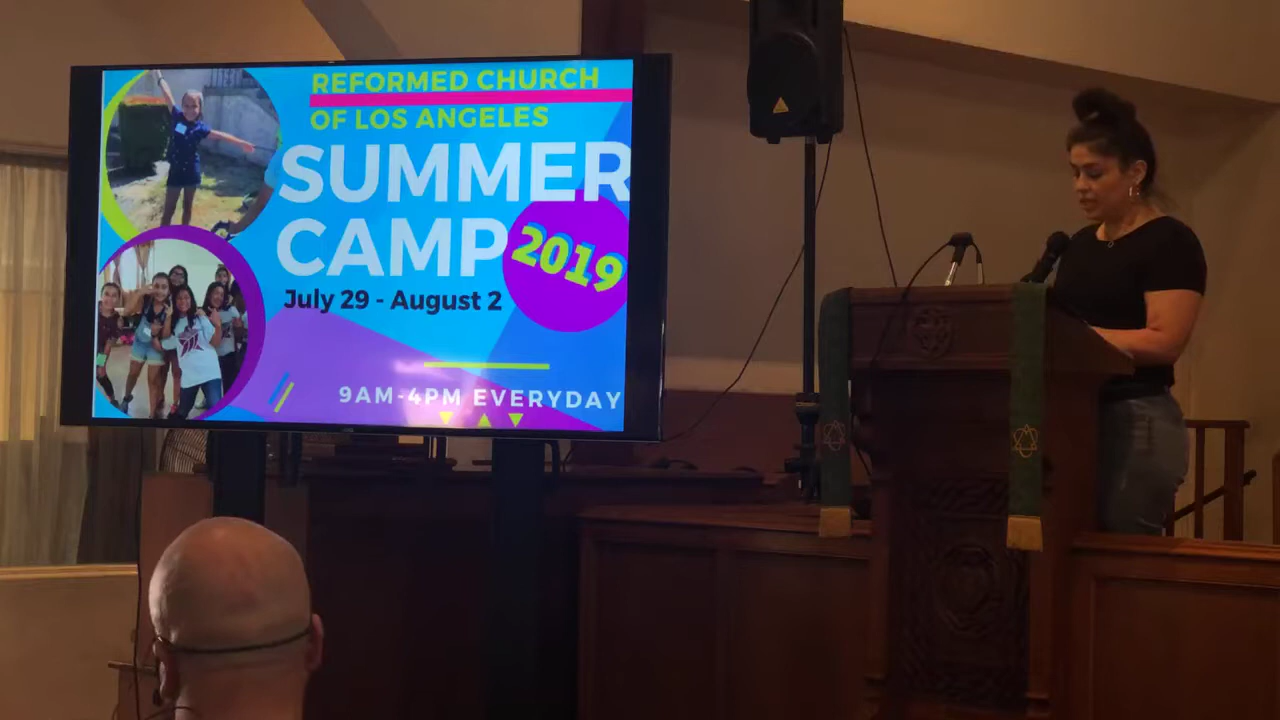 REFORMED CHURCH
OF LOS ANGELES
SUMMER
CAMP
2019
July 29 - August 2
9AM-4PM EVERYDAY